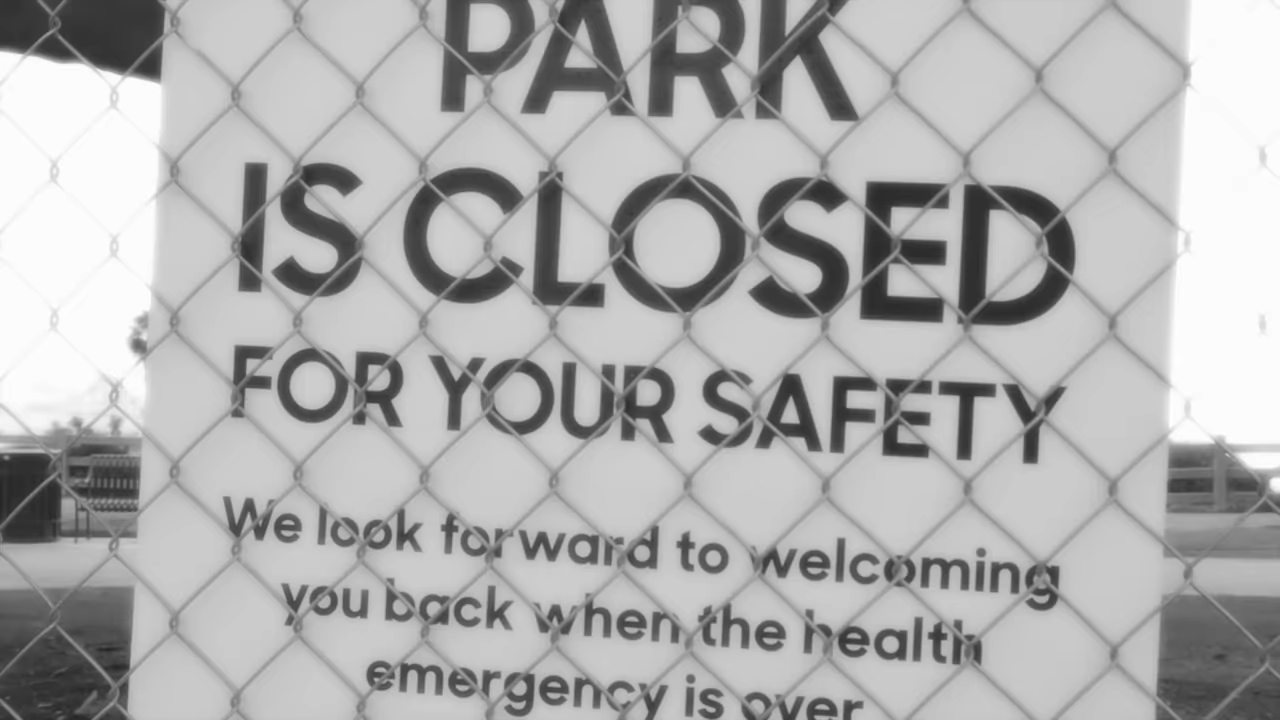 PARK
IS CLOSED
FOR YOUR SAFETY
We look forward to welcoming
you back when the health
emergency is over